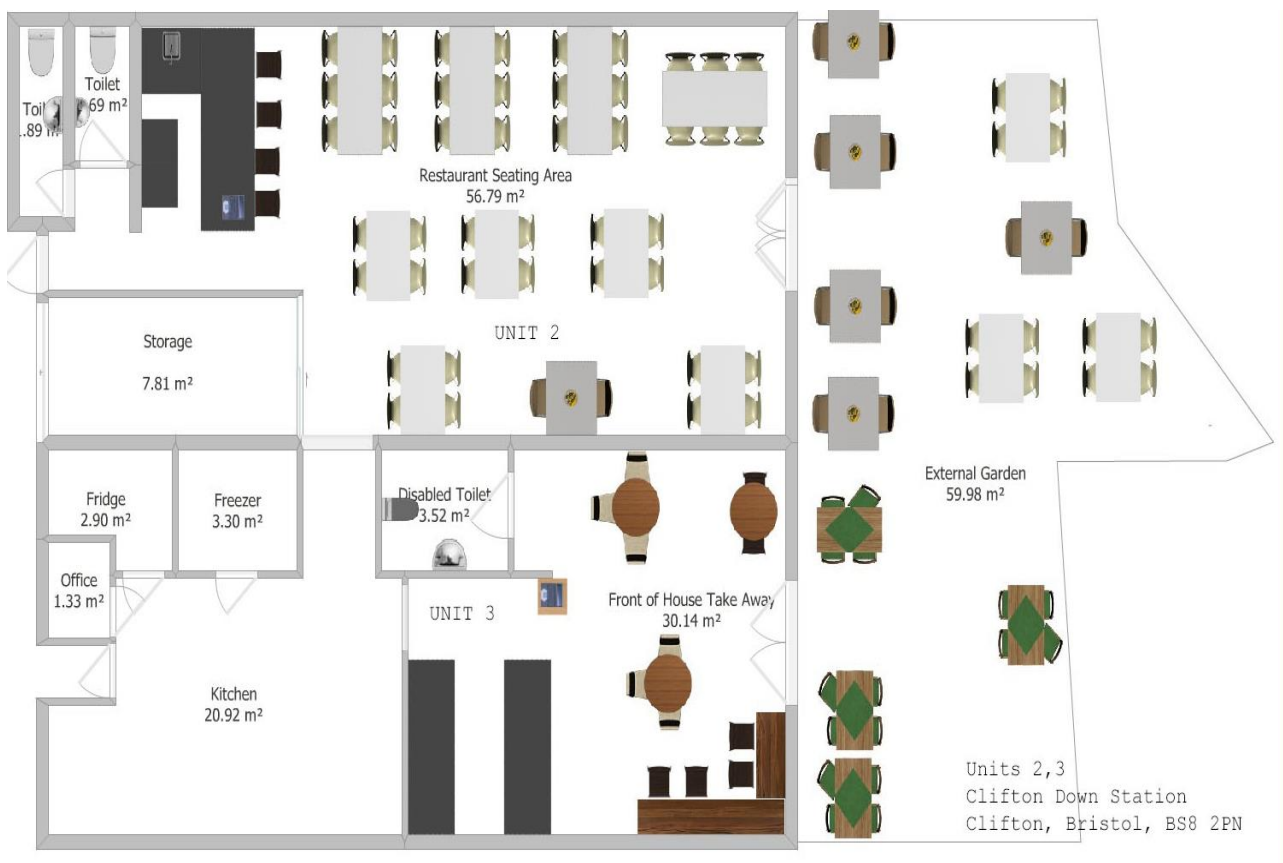 Toilet
69 m²
Toil
.89 m
Restaurant Seating Area
56.79 m²
UNIT 2
Storage
7.81 m²
Fridge
2.90 m²
Freezer
3.30 m²
Disabled Toilet
3.52 m²
External Garden
59.98 m²
Office
1.33 m²
UNIT 3
Front of House Take Away
30.14 m²
Kitchen
20.92 m²
Units 2,3
Clifton Down Station
Clifton, Bristol, BS8 2PN